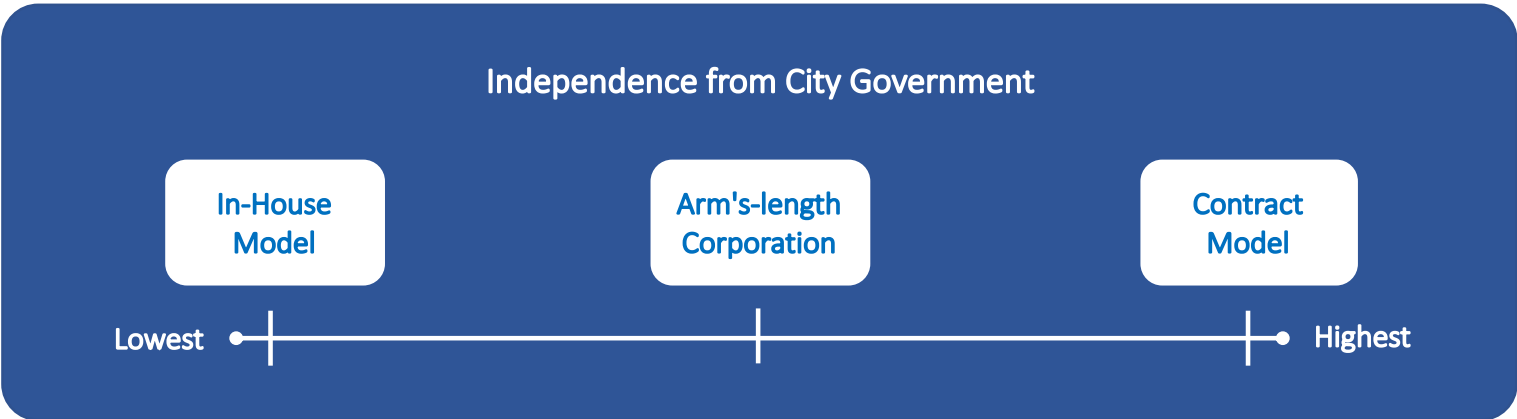 Independence from City Government
In-House
Model
Arm's-length
Corporation
Contract
Model
Lowest
Highest